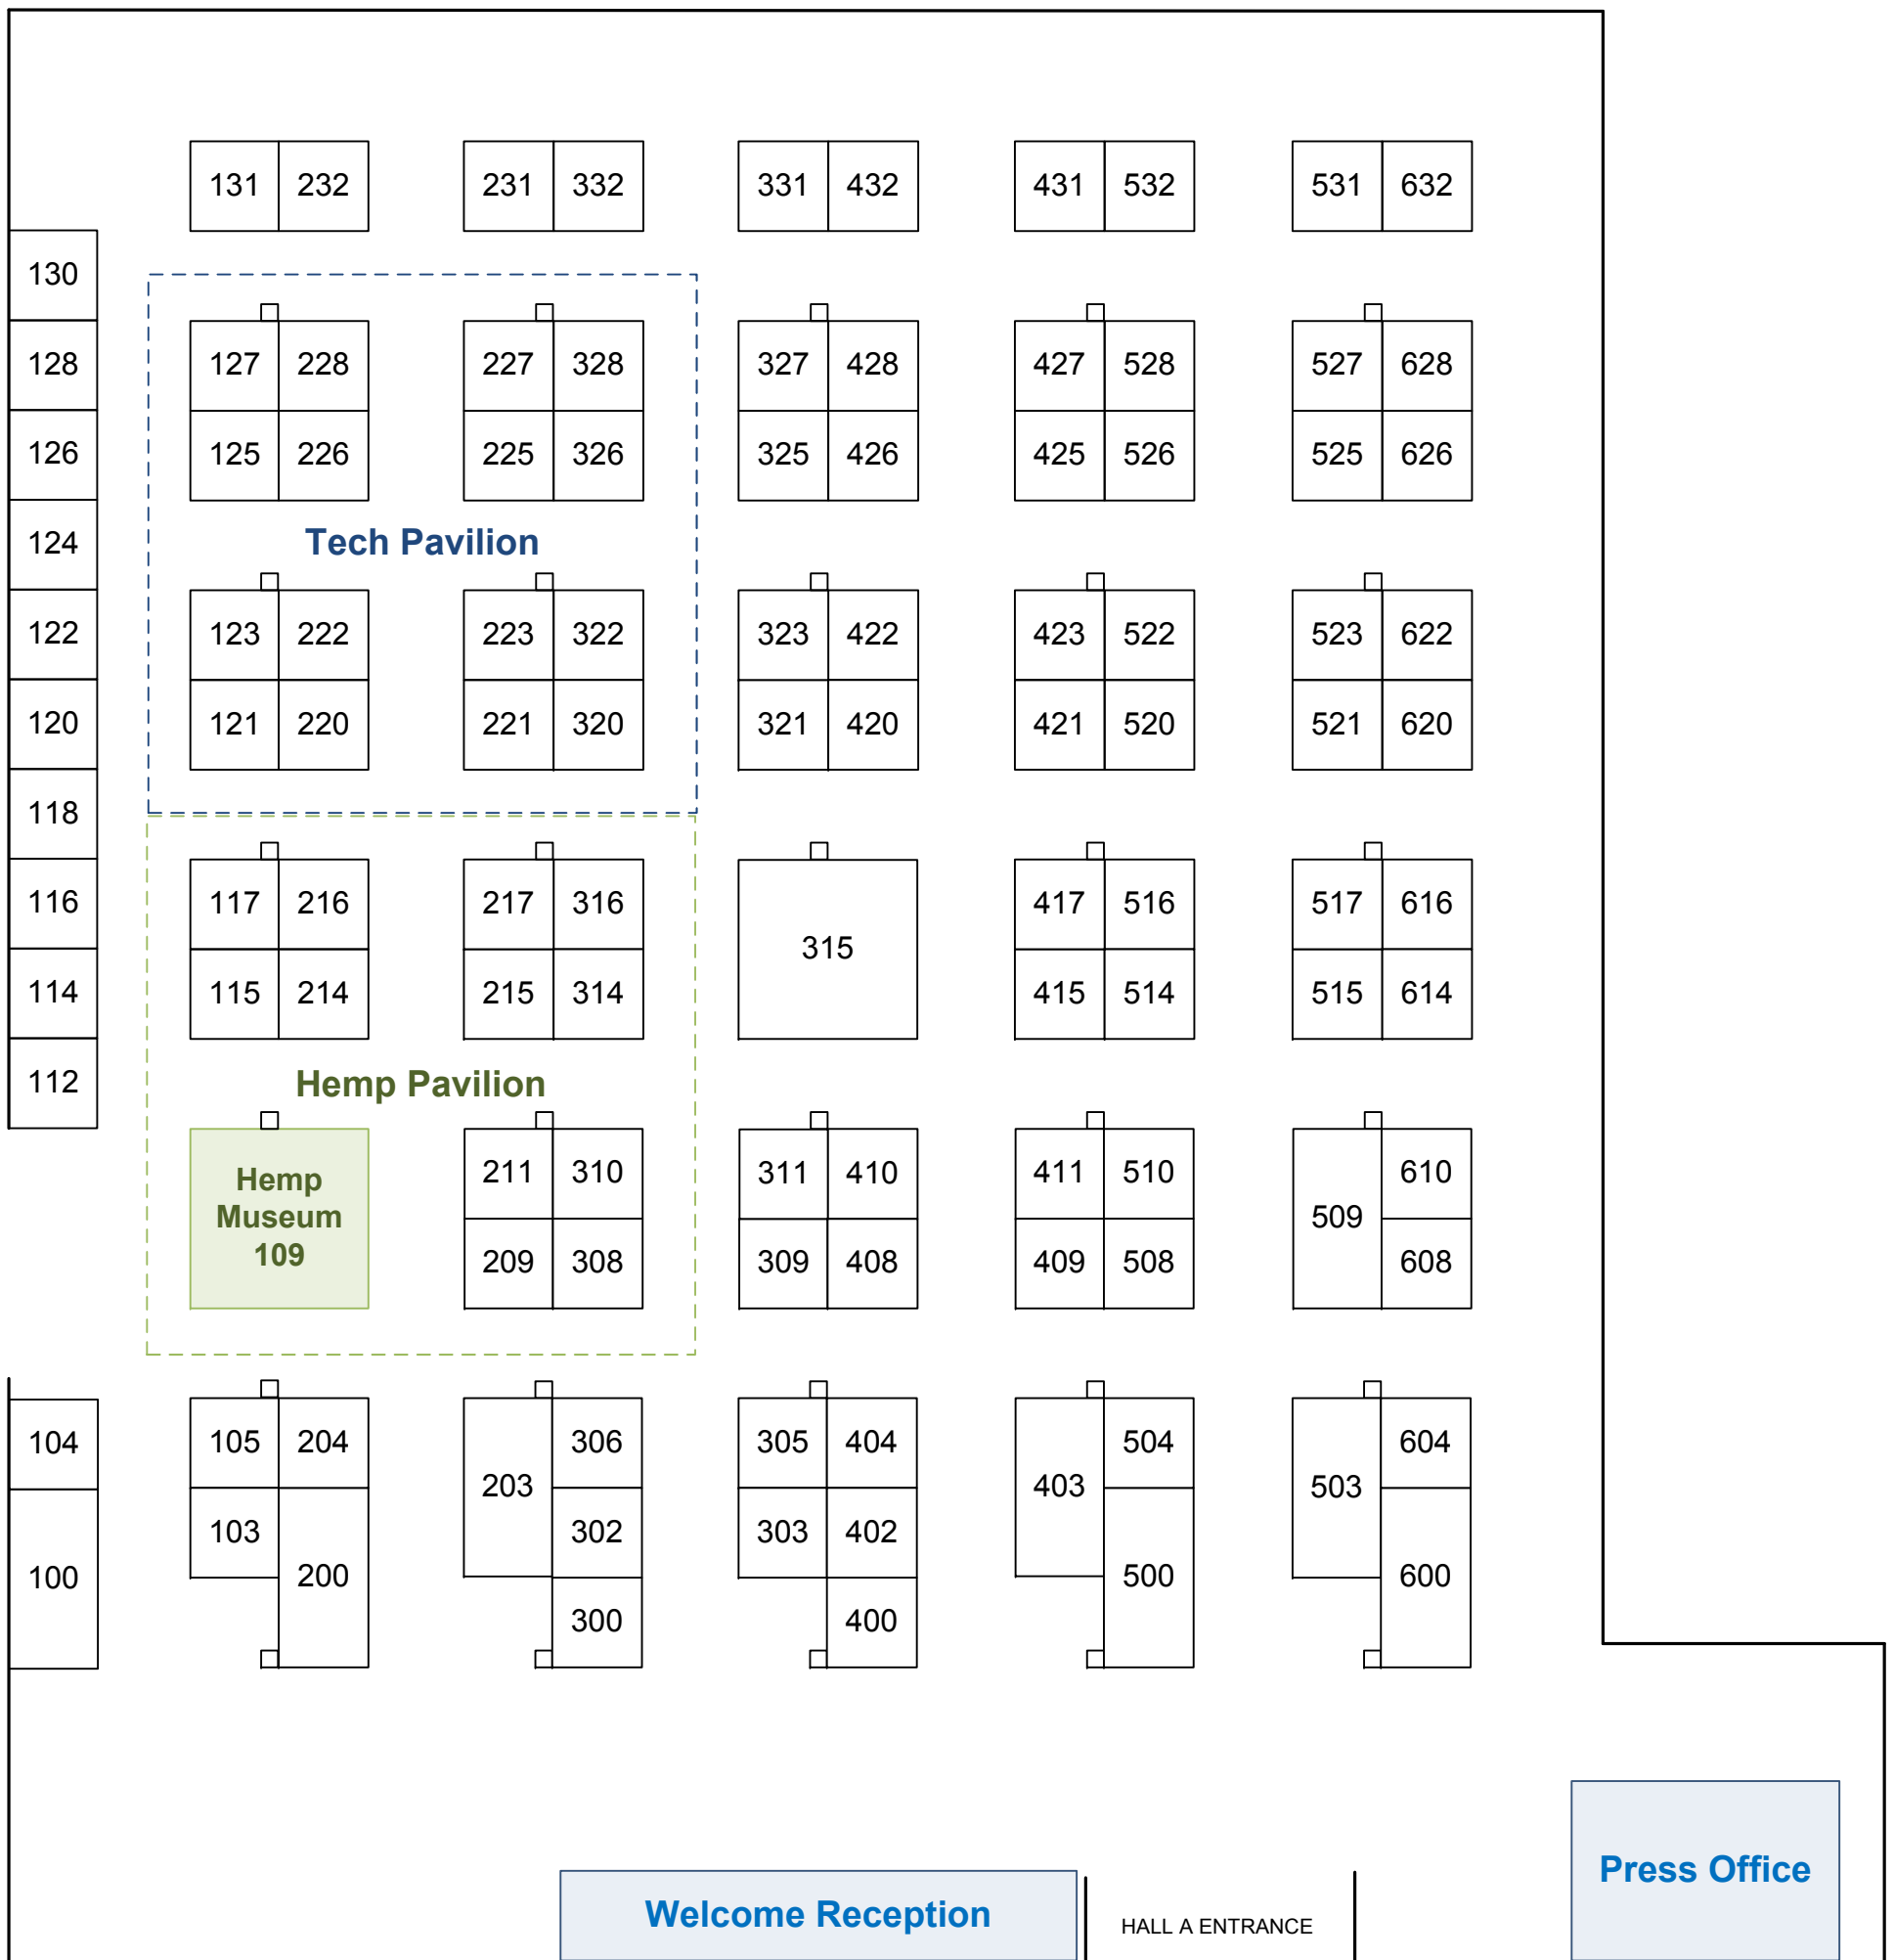 131 232 231 332 331 432 431 532 531 632
130
128 127 228 227 328 327 428 427 528 527 628
126 125 226 225 326 325 426 425 526 525 626
124 Tech Pavilion
122 123 222 223 322 323 422 423 522 523 622
120 121 220 221 320 321 420 421 520 521 620
118
116 117 216 217 316 417 516 517 616
315
114 115 214 215 314 415 514 515 614
112 Hemp Pavilion
Hemp
Museum
109
211 310 311 410 411 510 610
509
209 308 309 408 409 508 608
104 105 204 306 305 404 504 604
203 403 503
103 302 303 402
100 200 500 600
300 400
Press Office
Welcome Reception
HALL A ENTRANCE